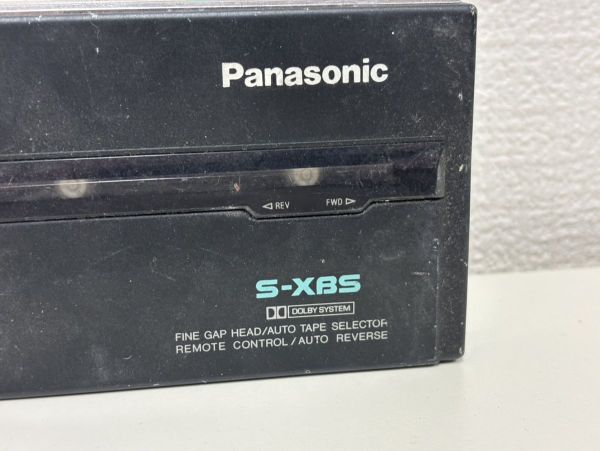 Panasonic
◁ REV FWD ▷
S-XBS
DOLBY SYSTEM
FINE GAP HEAD/AUTO TAPE SELECTOR
REMOTE CONTROL/AUTO REVERSE